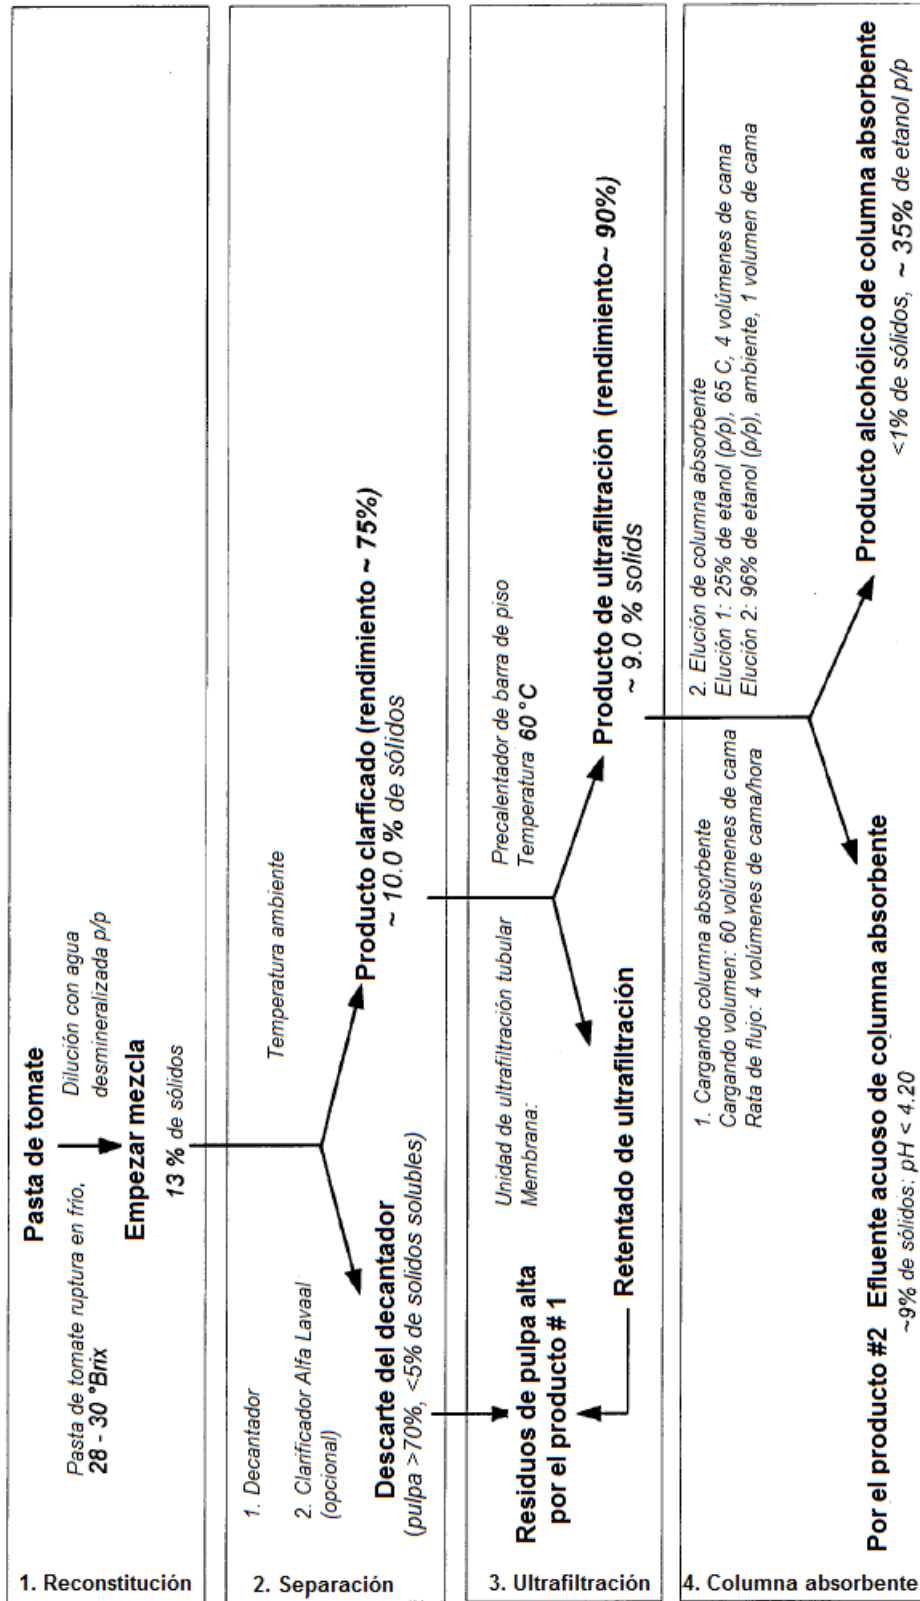 1. Reconstitución
Pasta de tomate
Pasta de tomate ruptura en frío,
28 - 30 °Brix
Dilución con agua
desmineralizada p/p
Empezar mezcla
13 % de sólidos
2. Separación
1. Decantador
2. Clarificador Alfa Lavaal
(opcional)
Temperatura ambiente
Descarte del decantador
(pulpa >70%, <5% de solidos solubles)
Producto clarficado (rendimiento ~ 75%)
~ 10.0 % de sólidos
3. Ultrafiltración
Unidad de ultrafiltración tubular
Membrana:
Precalentador de barra de piso
Temperatura 60 °C
Residuos de pulpa alta
por el producto # 1
Retentado de ultrafiltración
Producto de ultrafiltración (rendimiento~ 90%)
~ 9.0 % solids
4. Columna absorbente
1. Cargando columna absorbente
Cargando volumen: 60 volúmenes de cama
Rata de flujo: 4 volúmenes de cama/hora
2. Elución de columna absorbente
Elución 1: 25% de etanol (p/p), 65 C, 4 volúmenes de cama
Elución 2: 96% de etanol (p/p), ambiente, 1 volumen de cama
Por el producto #2 Efluente acuoso de columna absorbente
~9% de sólidos; pH < 4.20
Producto alcohólico de columna absorbente
<1% de sólidos, ~ 35% de etanol p/p